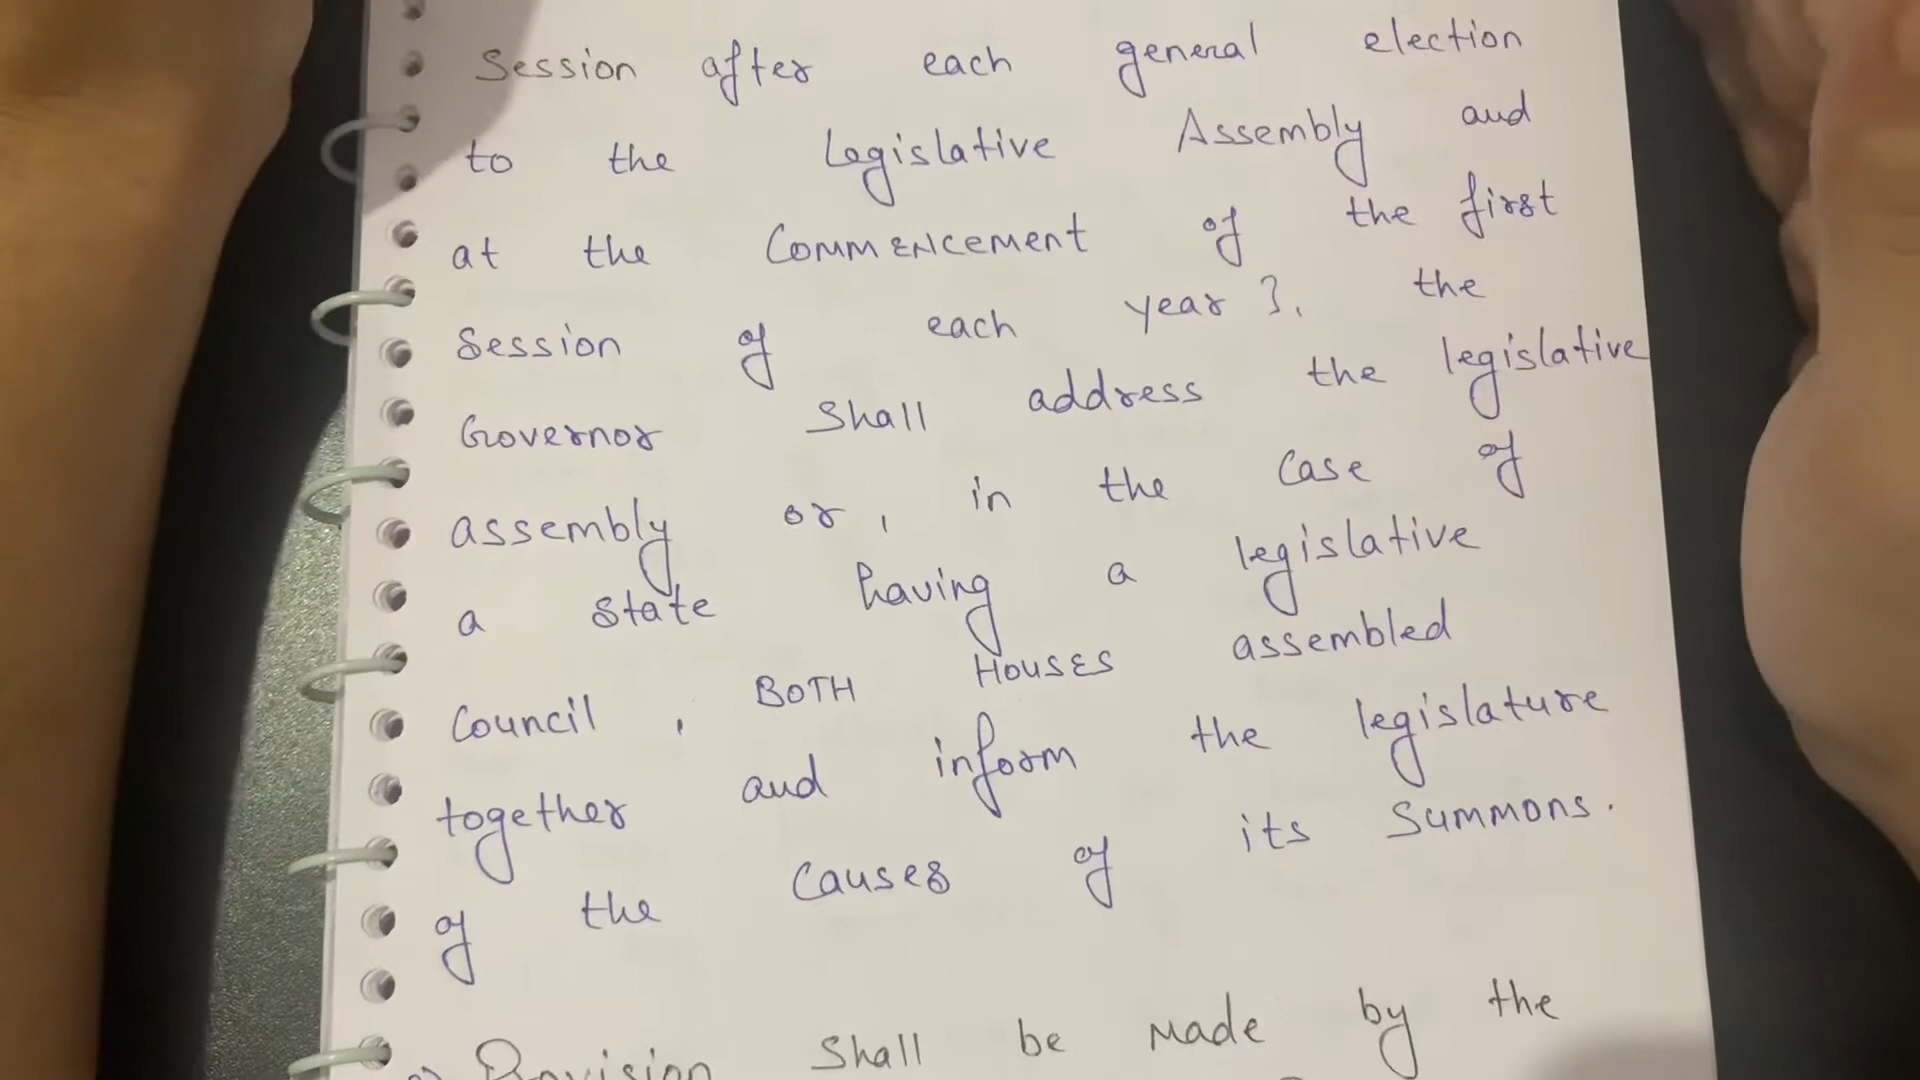 Session after each general election
to the Legislative Assembly and
at the Commencement of the first
Session of each year }. the
Governor Shall address the legislative
assembly or, in the Case of
a state having a legislative
Council, BOTH HOUSES assembled
together and inform the legislature
of the Causes of its Summons.
Provision Shall be made by the